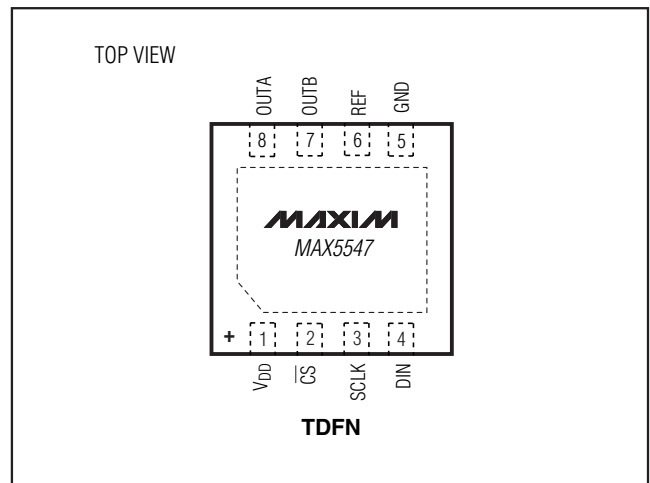 TOP VIEW
OUTA OUTB REF GND
8 7 6 5
MAXIM
MAX5547
+ 1 2 3 4
VDD C̅S̅ SCLK DIN
TDFN